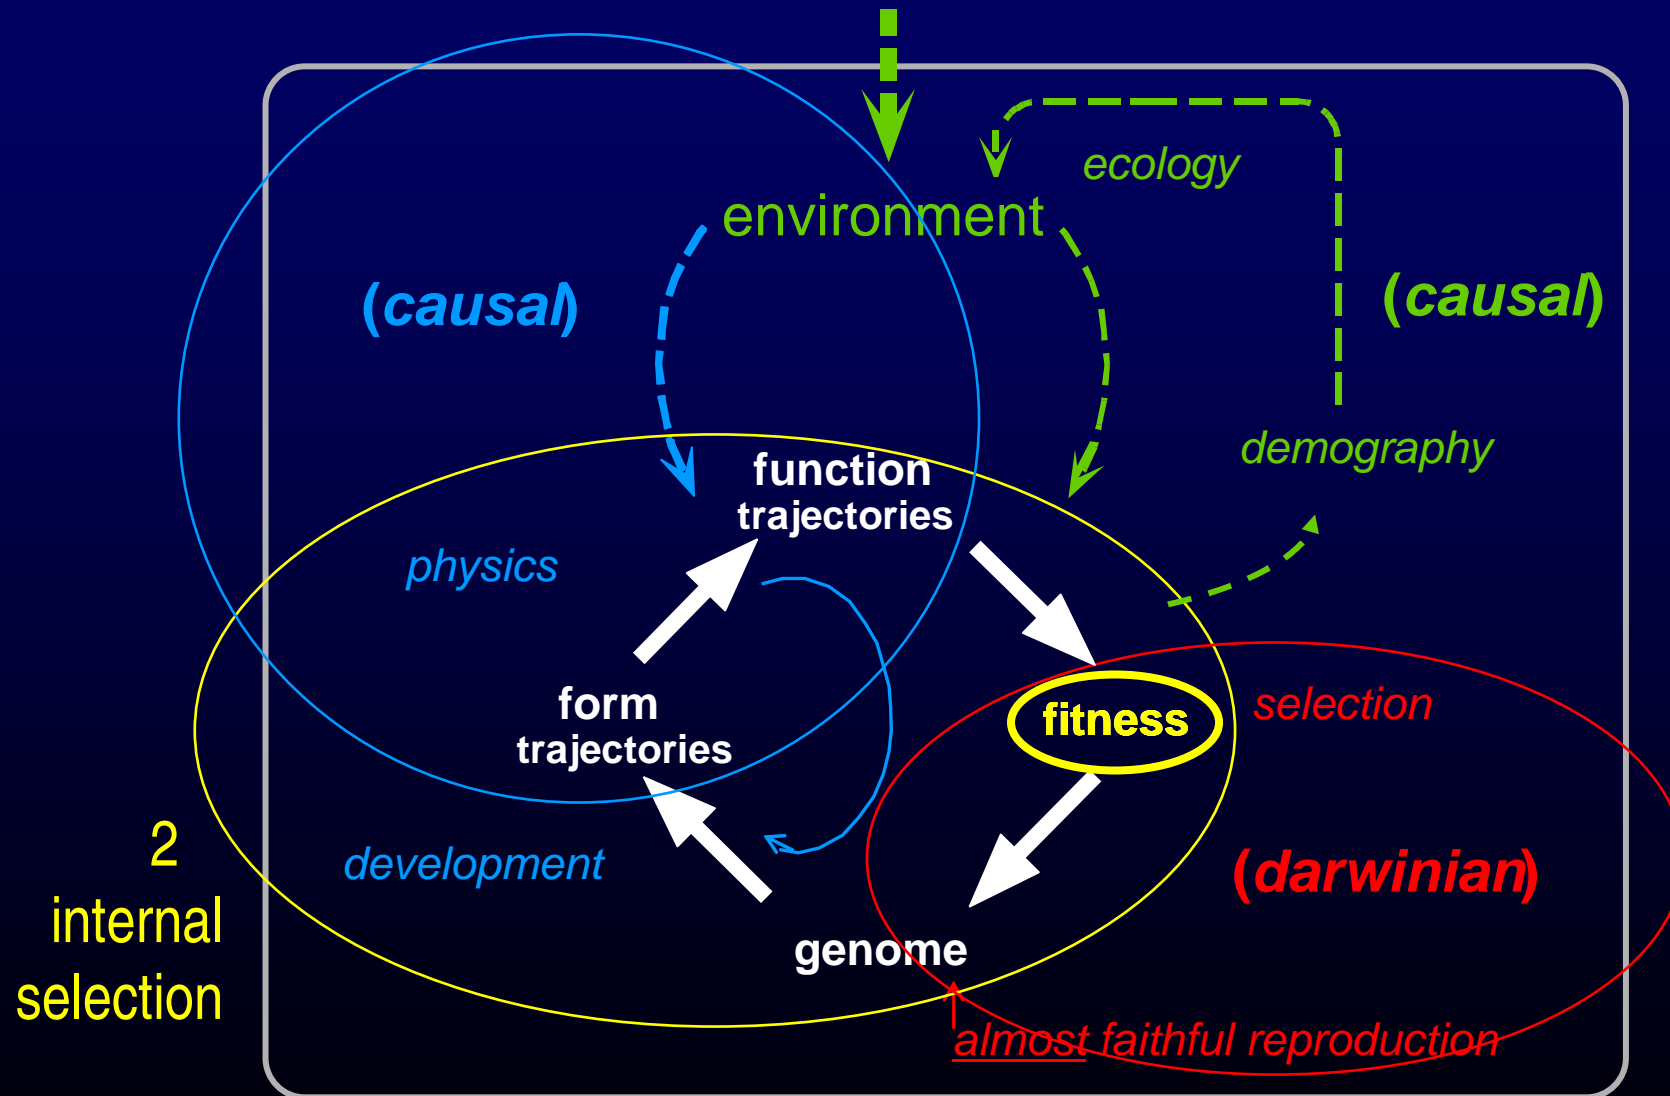 ecology
environment
(causal)
(causal)
demography
function
trajectories
physics
form
trajectories
fitness
selection
2
internal
selection
development
(darwinian)
genome
almost faithful reproduction